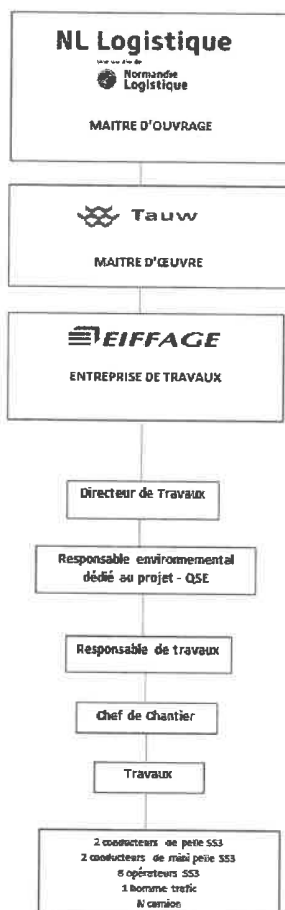 NL Logistique
Normandie
Logistique
MAITRE D'OUVRAGE
Tauw
MAITRE D'ŒUVRE
EIFFAGE
ENTREPRISE DE TRAVAUX
Directeur de Travaux
Responsable environnemental
dédié au projet - QSE
Responsable de travaux
Chef de Chantier
Travaux
2 conducteurs de pelle SS3
2 conducteurs de mini pelle SS3
6 opérateurs SS3
1 homme trafic
N camion